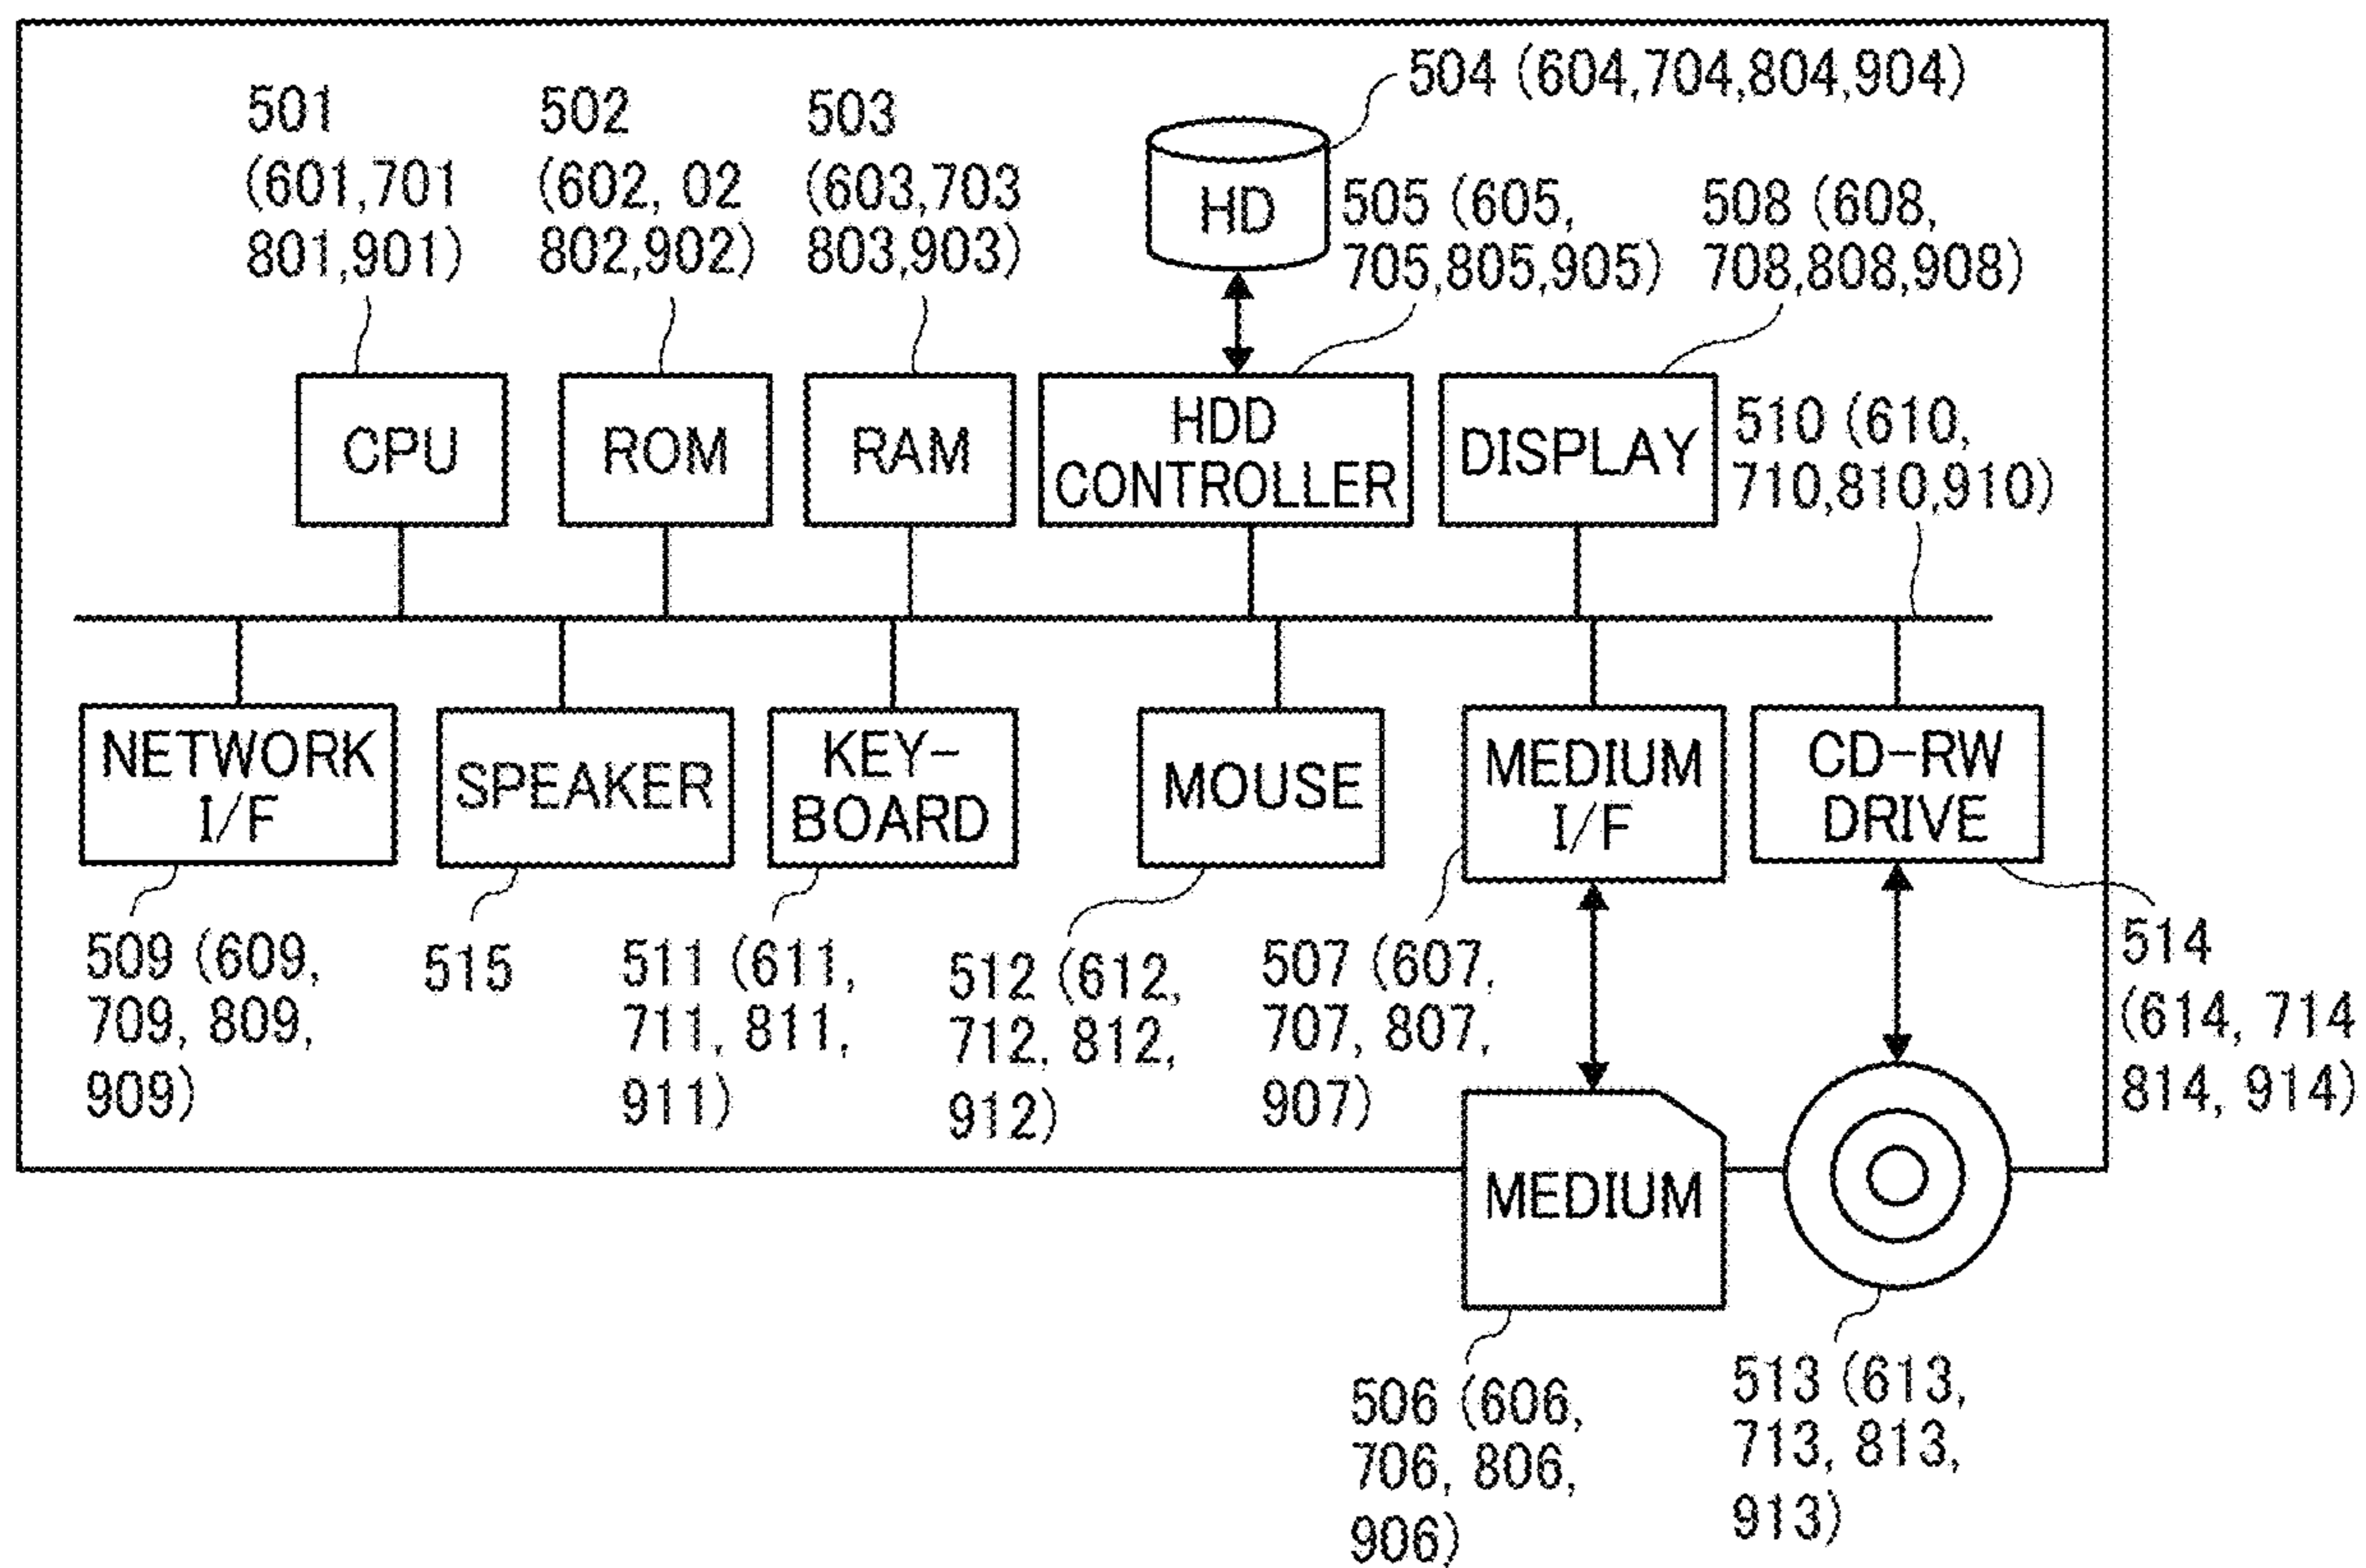 504 (604,704,804,904)
501
(601,701
801,901)
502
(602, 02
802,902)
503
(603,703
803,903)
HD
505 (605,
705,805,905)
508 (608,
708,808,908)
CPU
ROM
RAM
HDD
CONTROLLER
DISPLAY
510 (610,
710,810,910)
NETWORK
I/F
SPEAKER
KEY-
BOARD
MOUSE
MEDIUM
I/F
CD-RW
DRIVE
509 (609,
709, 809,
909)
515
511 (611,
711, 811,
911)
512 (612,
712, 812,
912)
507 (607,
707, 807,
907)
514
(614, 714
814, 914)
MEDIUM
506 (606,
706, 806,
906)
513 (613,
713, 813,
913)